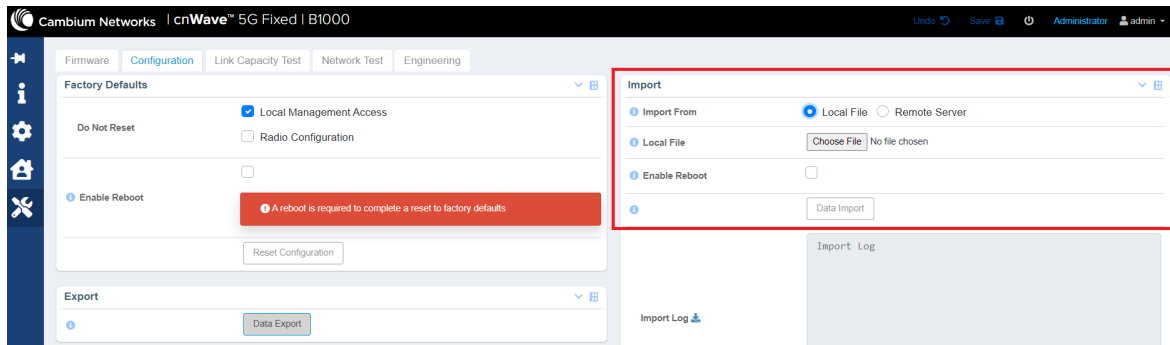 Cambium Networks | cnWave™ 5G Fixed | B1000
Undo Save Administrator admin
Firmware Configuration Link Capacity Test Network Test Engineering
Factory Defaults
Do Not Reset
Local Management Access
Radio Configuration
Enable Reboot
A reboot is required to complete a reset to factory defaults
Reset Configuration
Export
Data Export
Import
Import From
Local File Remote Server
Local File
Choose File No file chosen
Enable Reboot
Data Import
Import Log
Import Log